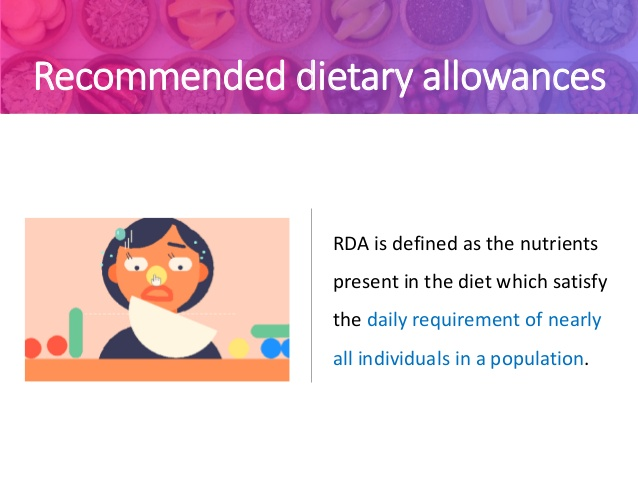 Recommended dietary allowances
RDA is defined as the nutrients
present in the diet which satisfy
the daily requirement of nearly
all individuals in a population.